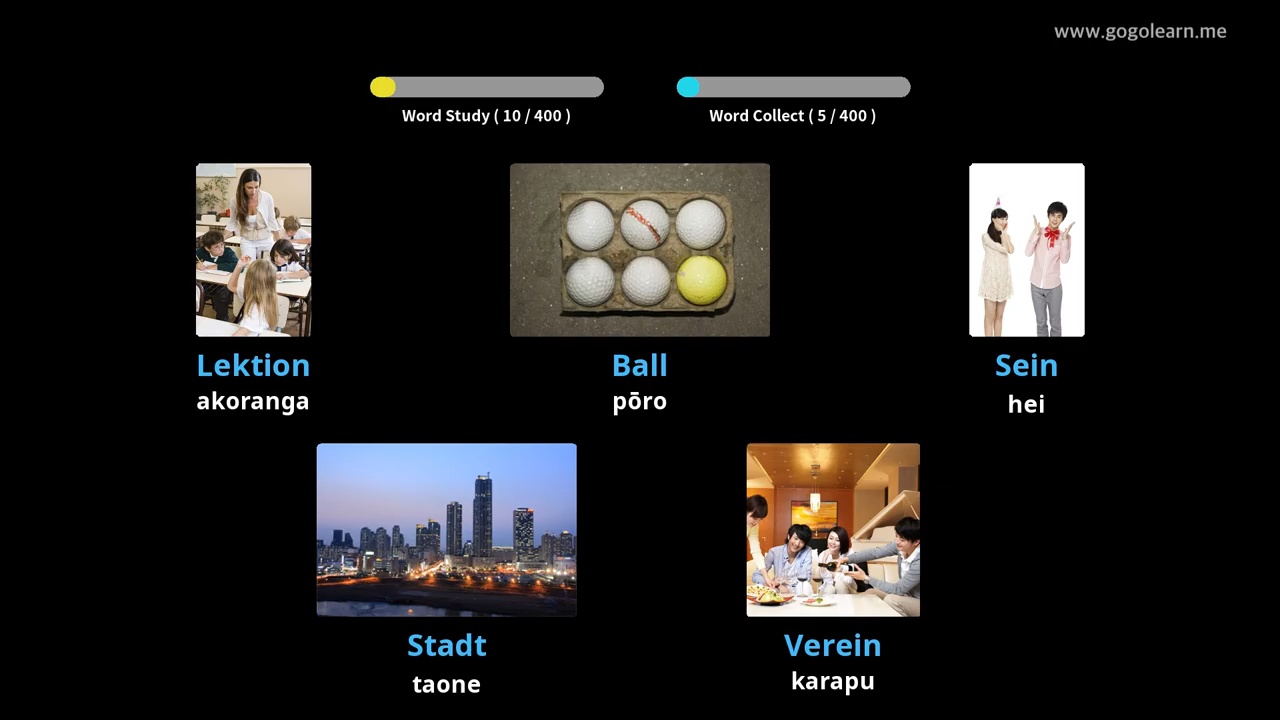 www.gogolearn.me
Word Study ( 10 / 400 )
Word Collect ( 5 / 400 )
Lektion
akoranga
Ball
pōro
Sein
hei
Stadt
taone
Verein
karapu